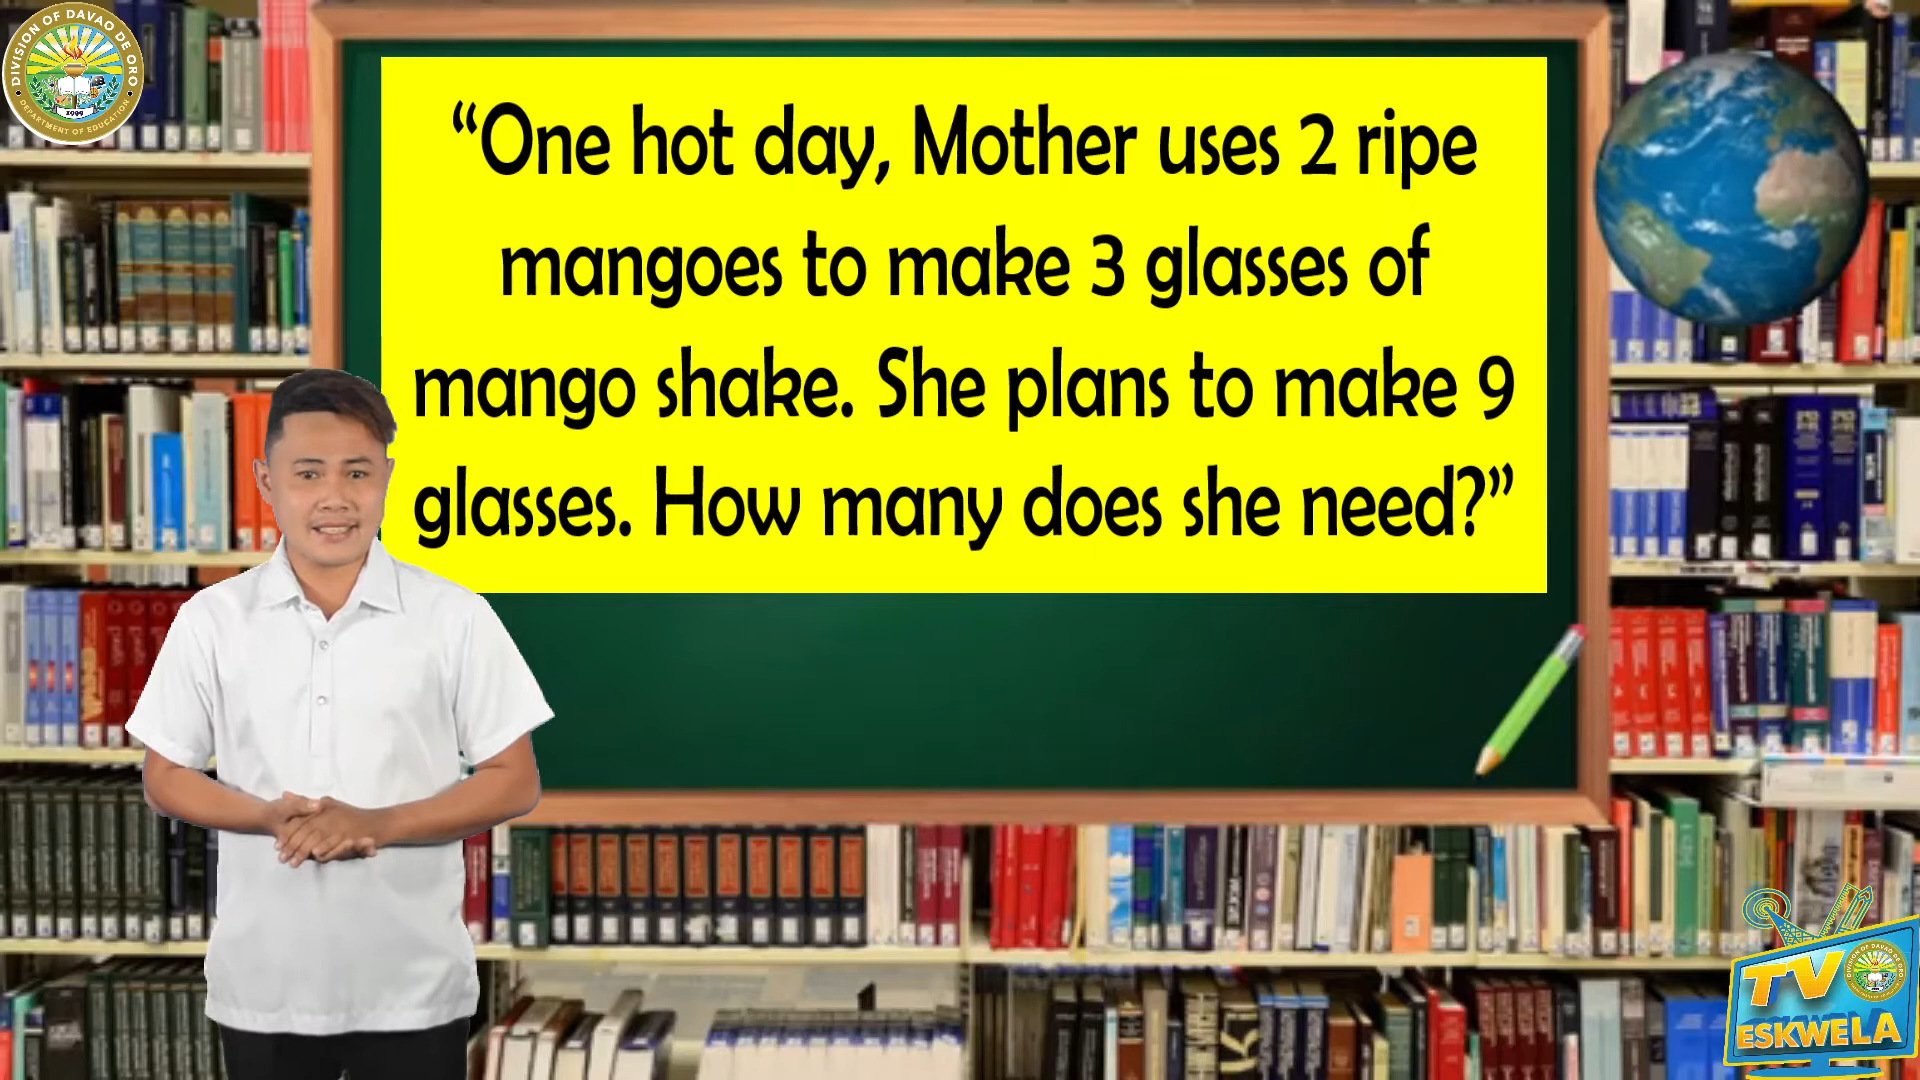 DIVISION OF DAVAO DE ORO
DEPARTMENT OF EDUCATION
1999
“One hot day, Mother uses 2 ripe
mangoes to make 3 glasses of
mango shake. She plans to make 9
glasses. How many does she need?”
TV
ESKWELA